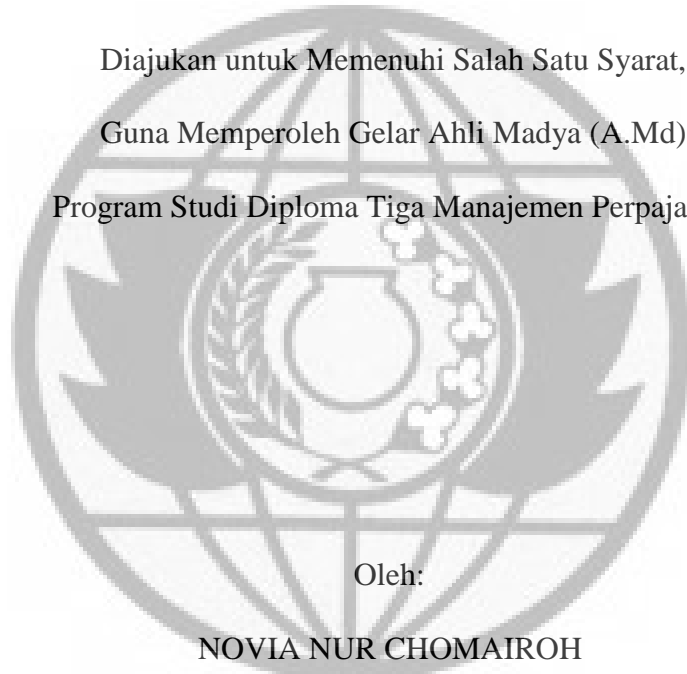 Diajukan untuk Memenuhi Salah Satu Syarat,
Guna Memperoleh Gelar Ahli Madya (A.Md)
Program Studi Diploma Tiga Manajemen Perpaja
Oleh:
NOVIA NUR CHOMAIROH